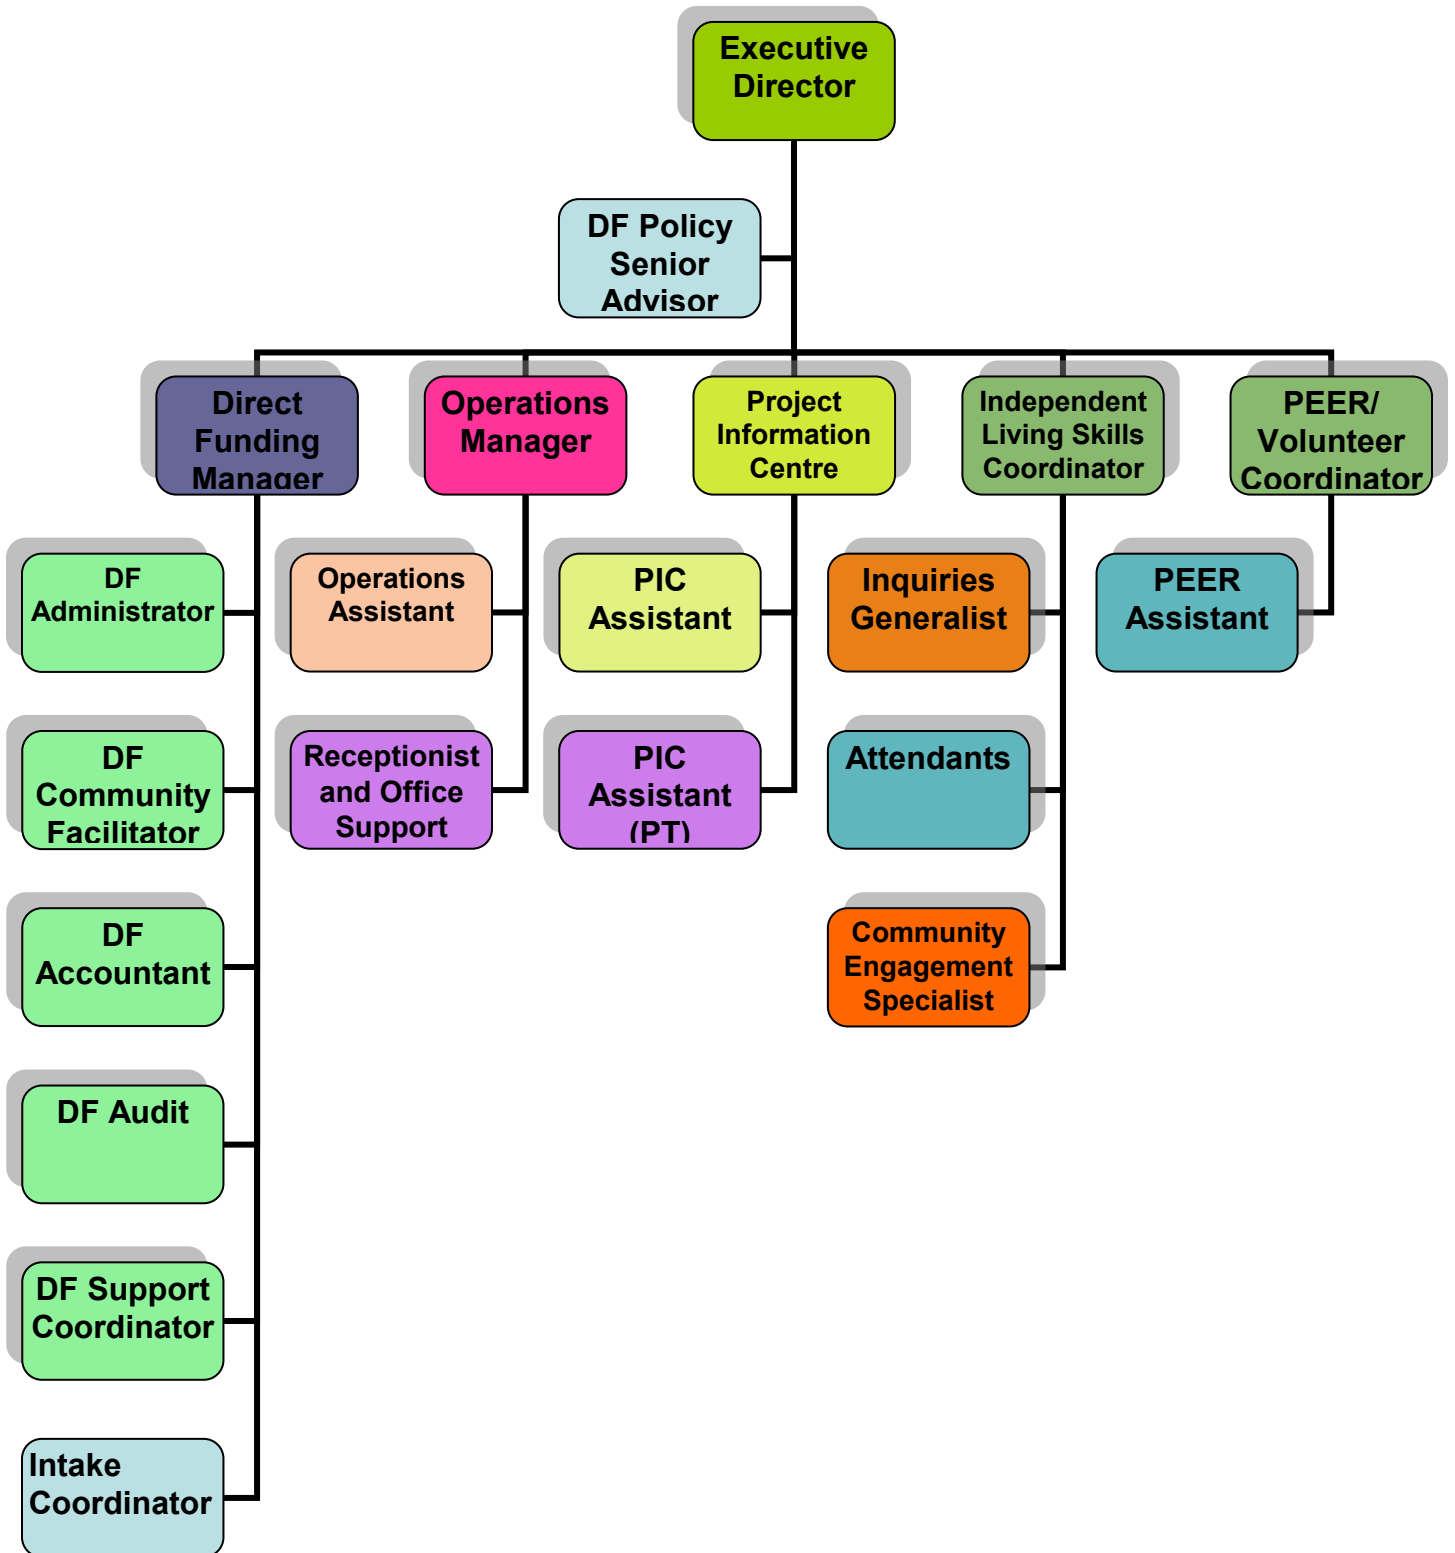 Executive
Director
DF Policy
Senior
Advisor
Direct
Funding
Manager
Operations
Manager
Project
Information
Centre
Independent
Living Skills
Coordinator
PEER/
Volunteer
Coordinator
DF
Administrator
Operations
Assistant
PIC
Assistant
Inquiries
Generalist
PEER
Assistant
DF
Community
Facilitator
Receptionist
and Office
Support
PIC
Assistant
(PT)
Attendants
DF
Accountant
Community
Engagement
Specialist
DF Audit
DF Support
Coordinator
Intake
Coordinator